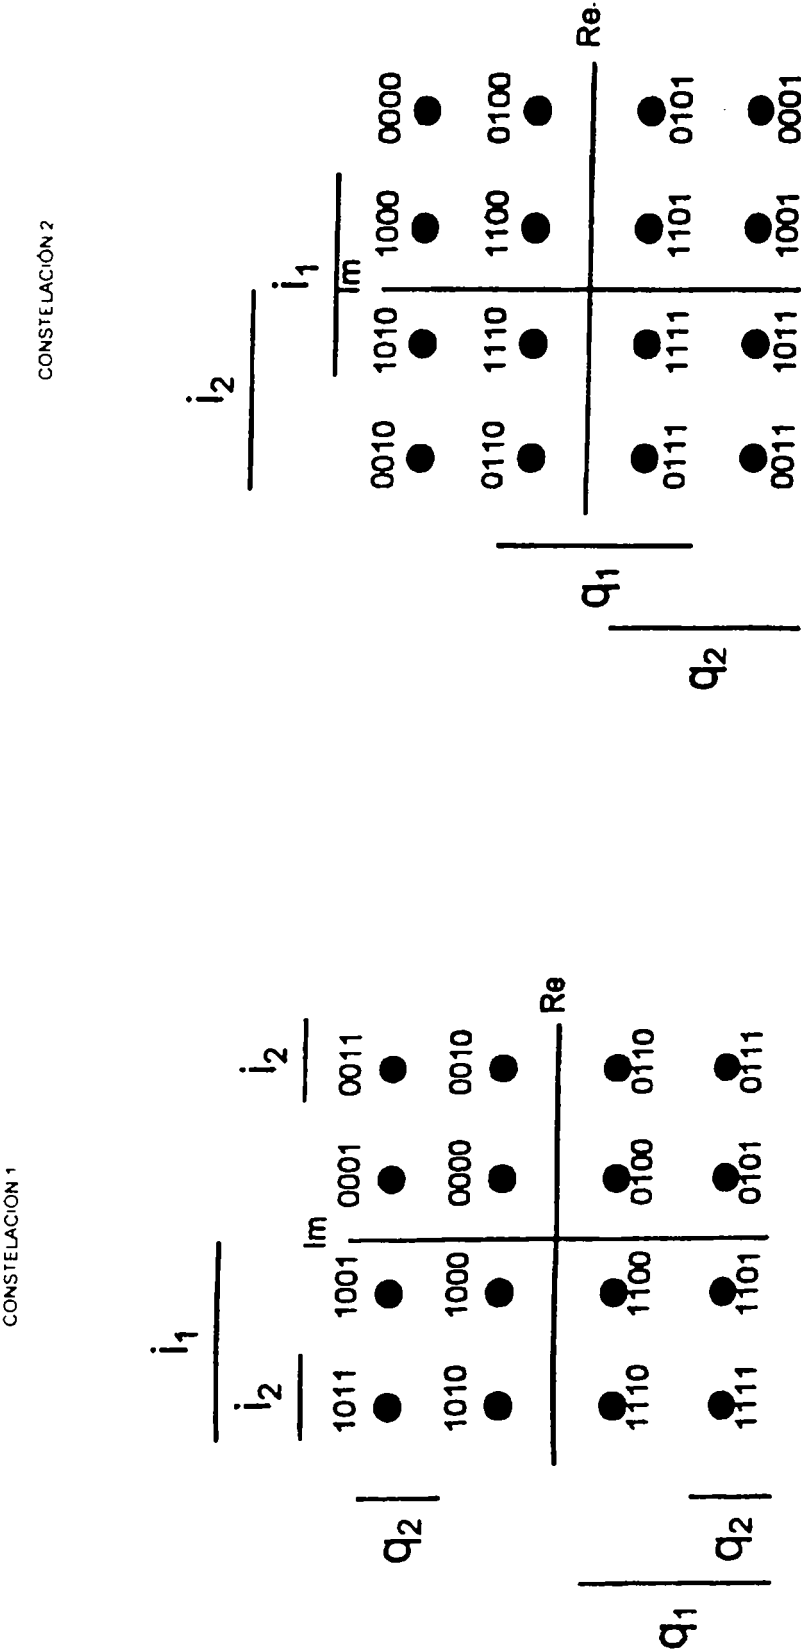 CONSTELACIÓN 1
i1
i2 i2
Im
1011 1001 0001 0011
q2
1010 1000 0000 0010
Re
1110 1100 0100 0110
q1
q2
1111 1101 0101 0111
CONSTELACIÓN 2
i2
i1
Im
0010 1010 1000 0000
0110 1110 1100 0100
Re
q1
0111 1111 1101 0101
q2
0011 1011 1001 0001